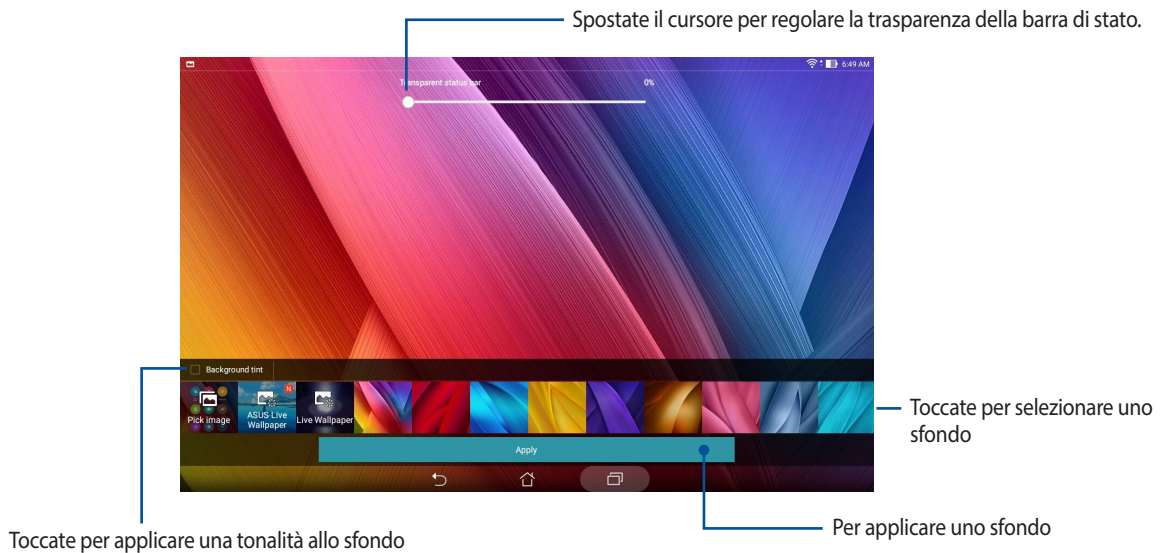 Spostate il cursore per regolare la trasparenza della barra di stato.
6:49 AM
Transparent status bar 0%
Background tint
Pick image
N
ASUS Live
Wallpaper
Live Wallpaper
Toccate per selezionare uno
sfondo
Apply
Per applicare uno sfondo
Toccate per applicare una tonalità allo sfondo